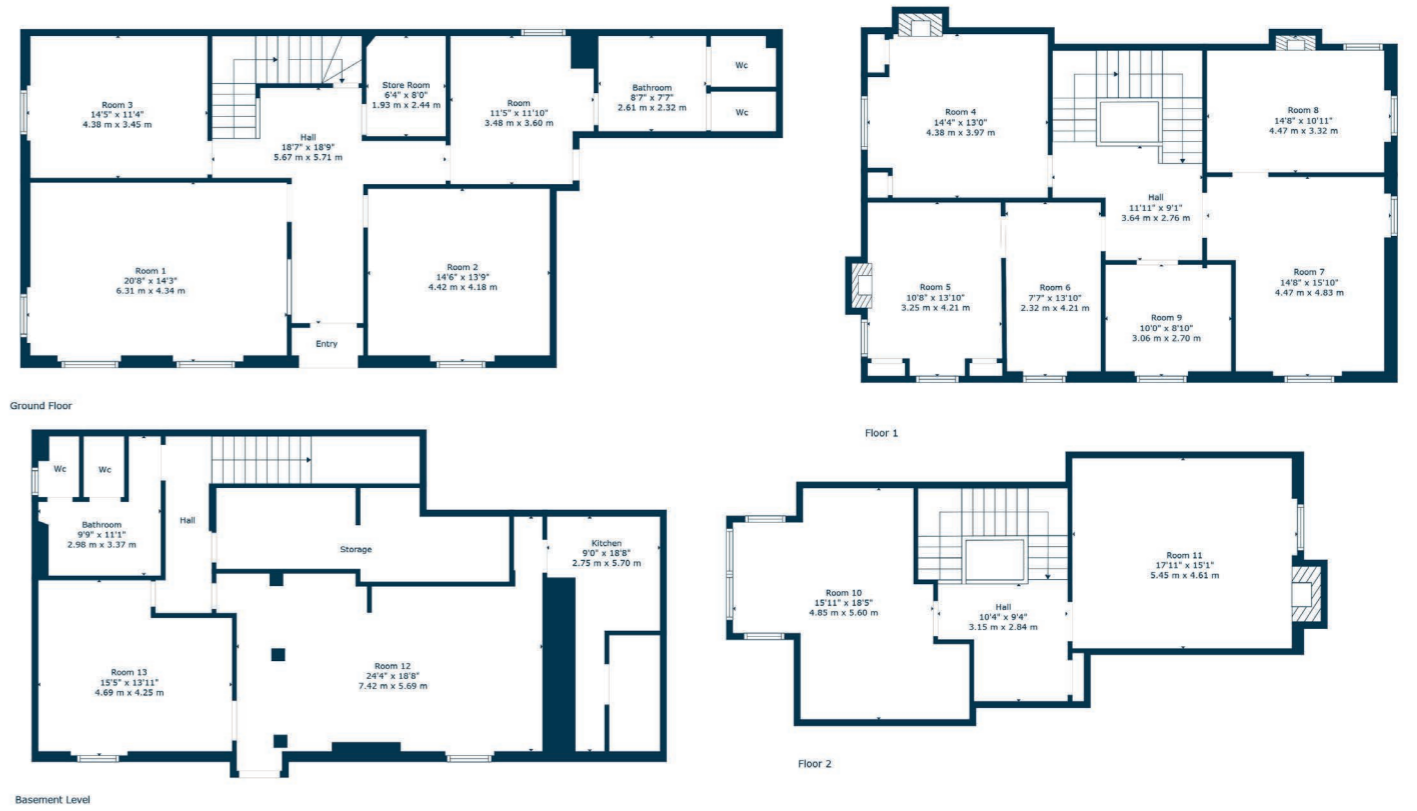 Room 3
14'5" x 11'4"
4.38 m x 3.45 m
Hall
18'7" x 18'9"
5.67 m x 5.71 m
Store Room
6'4" x 8'0"
1.93 m x 2.44 m
Room
11'5" x 11'10"
3.48 m x 3.60 m
Bathroom
8'7" x 7'7"
2.61 m x 2.32 m
Wc
Wc
Room 1
20'8" x 14'3"
6.31 m x 4.34 m
Room 2
14'6" x 13'9"
4.42 m x 4.18 m
Entry
Ground Floor
Room 4
14'4" x 13'0"
4.38 m x 3.97 m
Room 8
14'8" x 10'11"
4.47 m x 3.32 m
Hall
11'11" x 9'1"
3.64 m x 2.76 m
Room 5
10'8" x 13'10"
3.25 m x 4.21 m
Room 6
7'7" x 13'10"
2.32 m x 4.21 m
Room 7
14'8" x 15'10"
4.47 m x 4.83 m
Room 9
10'0" x 8'10"
3.06 m x 2.70 m
Floor 1
Wc
Wc
Bathroom
9'9" x 11'1"
2.98 m x 3.37 m
Hall
Storage
Kitchen
9'0" x 18'8"
2.75 m x 5.70 m
Room 13
15'5" x 13'11"
4.69 m x 4.25 m
Room 12
24'4" x 18'8"
7.42 m x 5.69 m
Basement Level
Room 10
15'11" x 18'5"
4.85 m x 5.60 m
Hall
10'4" x 9'4"
3.15 m x 2.84 m
Room 11
17'11" x 15'1"
5.45 m x 4.61 m
Floor 2